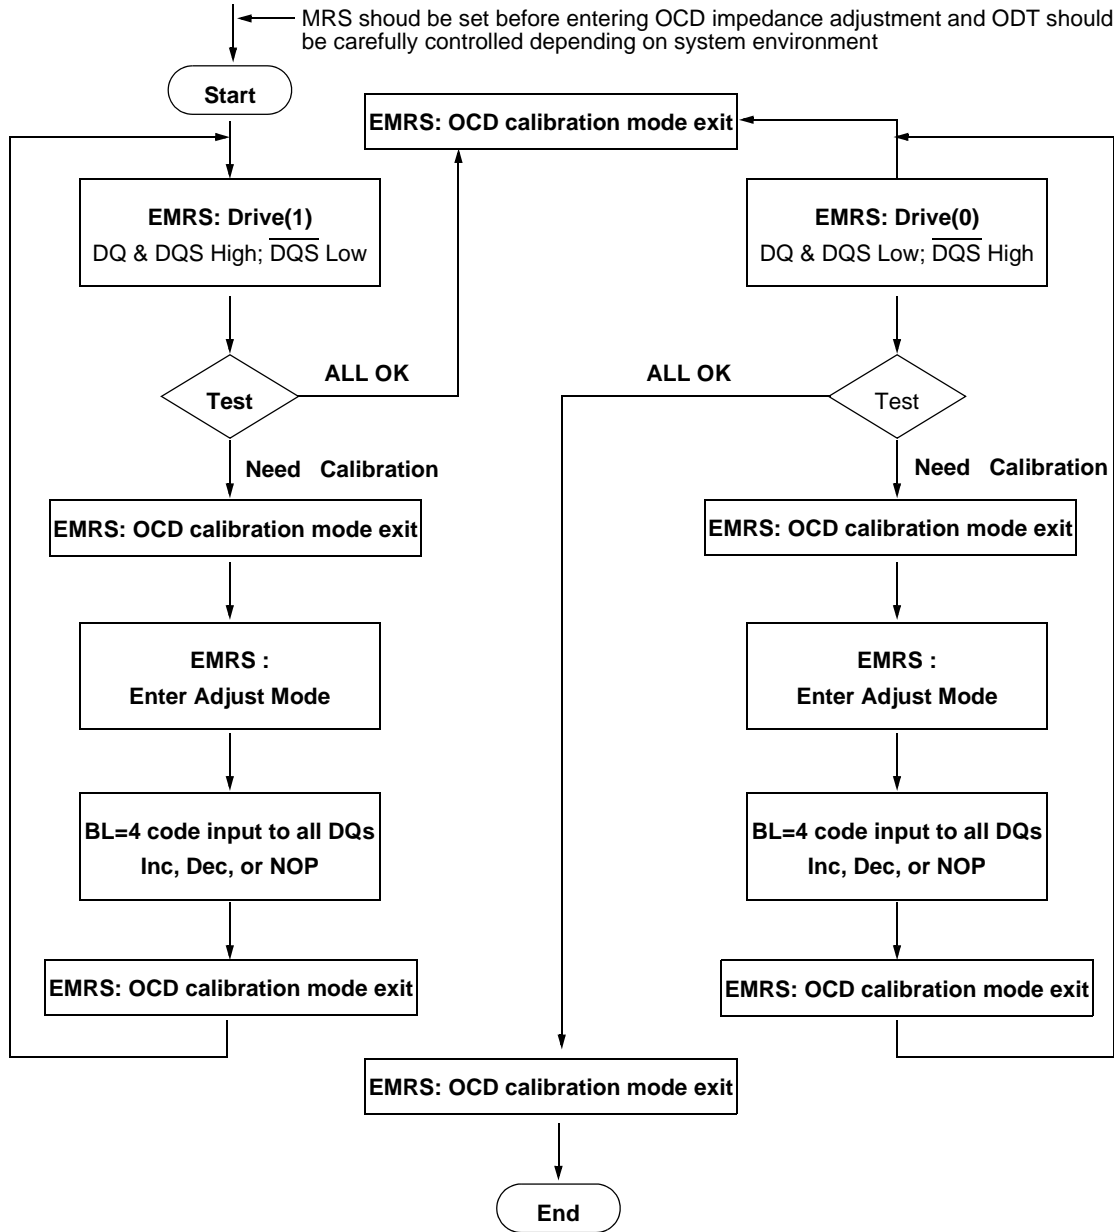 MRS shoud be set before entering OCD impedance adjustment and ODT should
be carefully controlled depending on system environment
Start
EMRS: OCD calibration mode exit
EMRS: Drive(1)
DQ & DQS High; D̅Q̅S̅ Low
EMRS: Drive(0)
DQ & DQS Low; D̅Q̅S̅ High
ALL OK
Test
ALL OK
Test
Need Calibration
Need Calibration
EMRS: OCD calibration mode exit
EMRS: OCD calibration mode exit
EMRS :
Enter Adjust Mode
EMRS :
Enter Adjust Mode
BL=4 code input to all DQs
Inc, Dec, or NOP
BL=4 code input to all DQs
Inc, Dec, or NOP
EMRS: OCD calibration mode exit
EMRS: OCD calibration mode exit
EMRS: OCD calibration mode exit
End